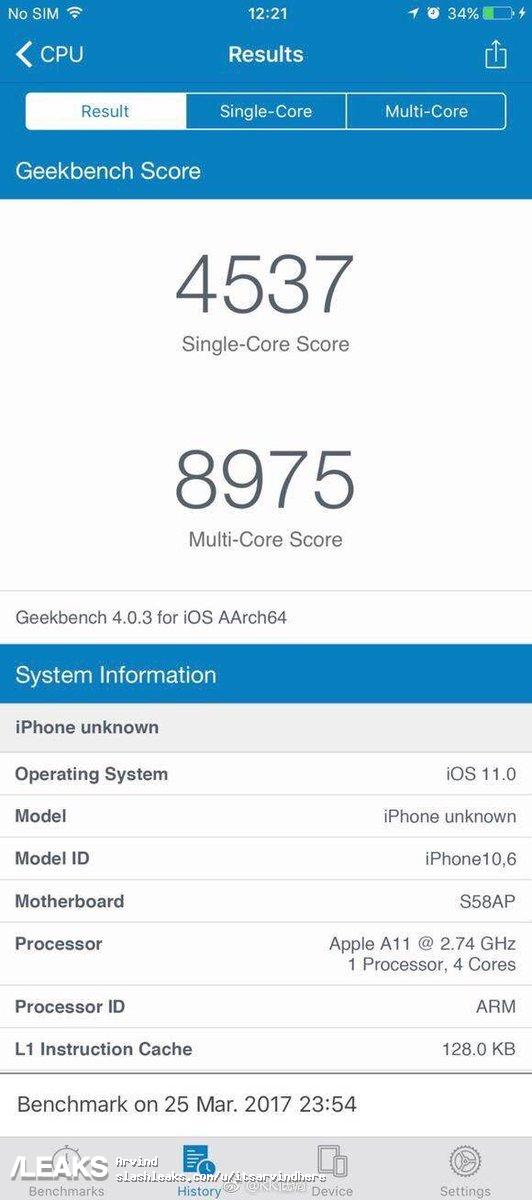 No SIM 12:21 34%
CPU Results
Result Single-Core Multi-Core
Geekbench Score
4537
Single-Core Score
8975
Multi-Core Score
Geekbench 4.0.3 for iOS AArch64
System Information
iPhone unknown
Operating System iOS 11.0
Model iPhone unknown
Model ID iPhone10,6
Motherboard S58AP
Processor Apple A11 @ 2.74 GHz
1 Processor, 4 Cores
Processor ID ARM
L1 Instruction Cache 128.0 KB
Benchmark on 25 Mar. 2017 23:54
/LEAKS Arvind
slashleaks.com/u/itsarvindhere
Benchmarks History Device Settings